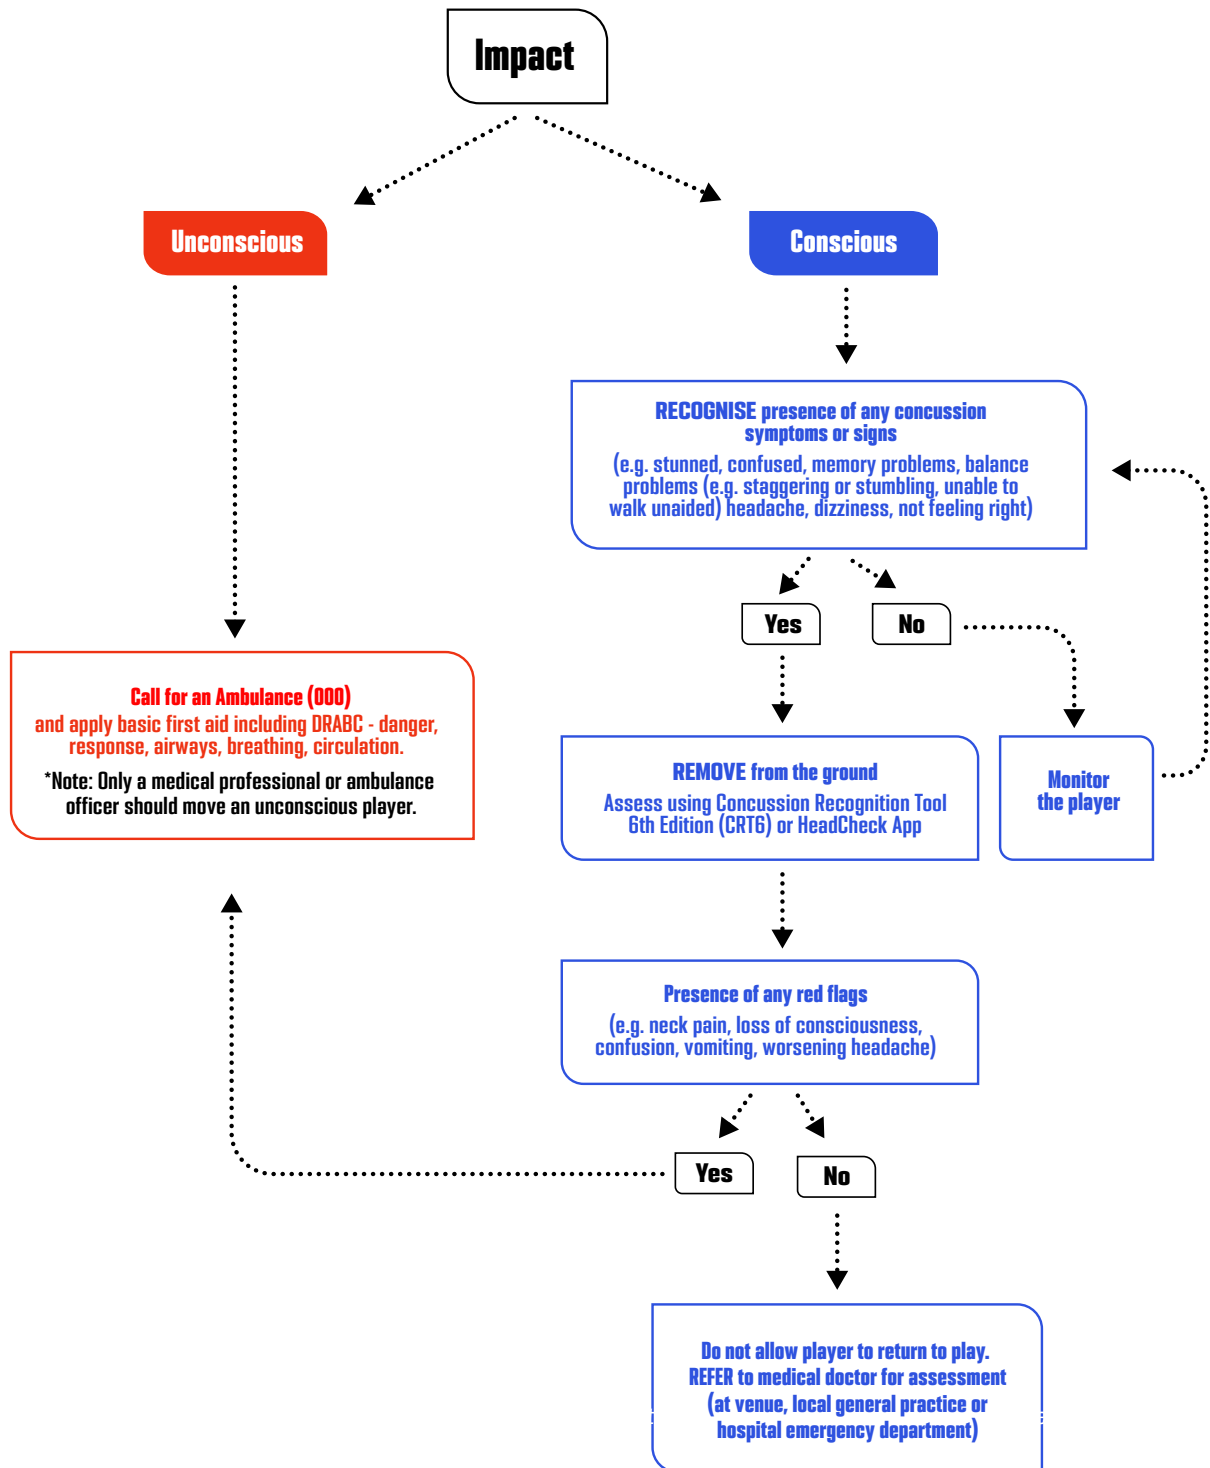 Impact
Unconscious
Conscious
RECOGNISE presence of any concussion
symptoms or signs
(e.g. stunned, confused, memory problems, balance
problems (e.g. staggering or stumbling, unable to
walk unaided) headache, dizziness, not feeling right)
Yes
No
Call for an Ambulance (000)
and apply basic first aid including DRABC - danger,
response, airways, breathing, circulation.
*Note: Only a medical professional or ambulance
officer should move an unconscious player.
REMOVE from the ground
Assess using Concussion Recognition Tool
6th Edition (CRT6) or HeadCheck App
Monitor
the player
Presence of any red flags
(e.g. neck pain, loss of consciousness,
confusion, vomiting, worsening headache)
Yes
No
Do not allow player to return to play.
REFER to medical doctor for assessment
(at venue, local general practice or
hospital emergency department)